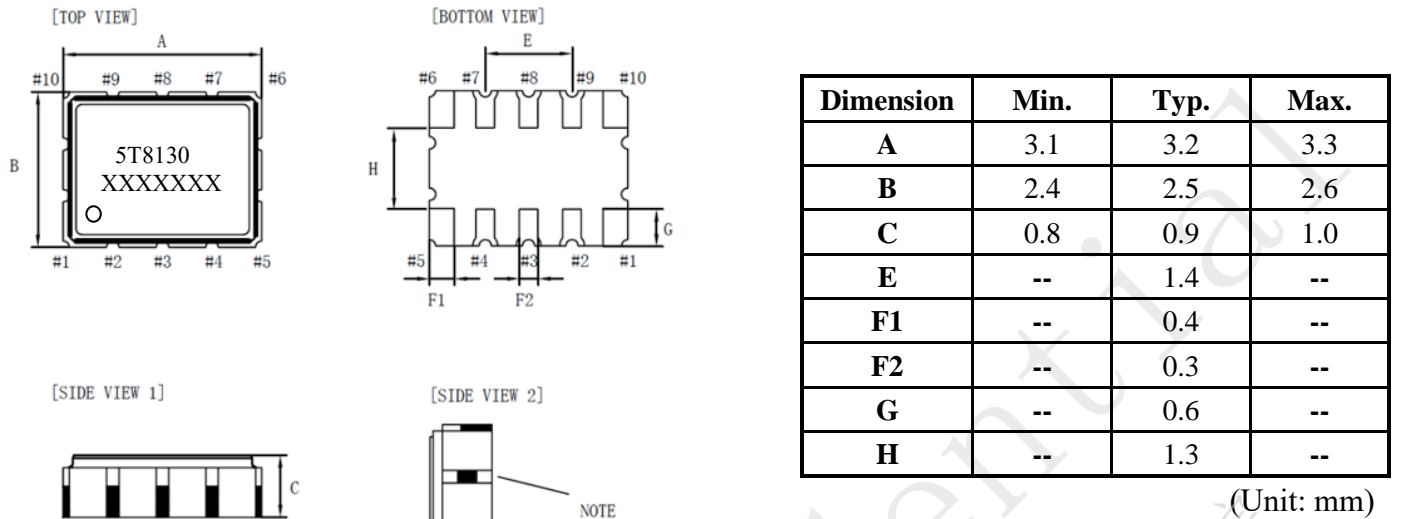 [TOP VIEW]
A
#10 #9 #8 #7 #6
B
5T8130
XXXXXXX
#1 #2 #3 #4 #5
[BOTTOM VIEW]
E
#6 #7 #8 #9 #10
H
G
#5 #4 #3 #2 #1
F1 F2
[SIDE VIEW 1]
C
[SIDE VIEW 2]
NOTE
Dimension Min. Typ. Max.
A 3.1 3.2 3.3
B 2.4 2.5 2.6
C 0.8 0.9 1.0
E -- 1.4 --
F1 -- 0.4 --
F2 -- 0.3 --
G -- 0.6 --
H -- 1.3 --
(Unit: mm)
dential